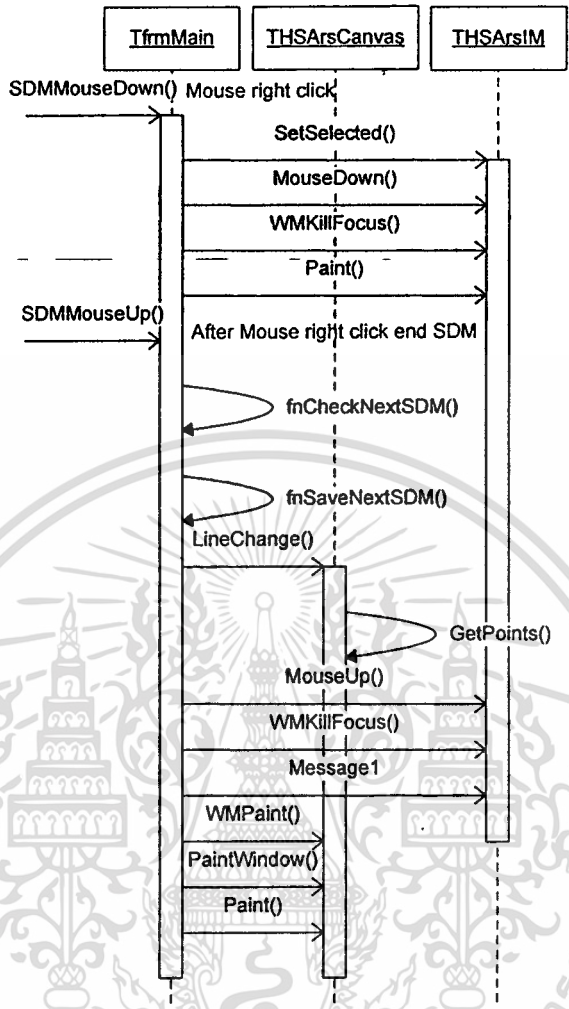 TfrmMain
THSArsCanvas
THSArsIM
SDMMouseDown()
Mouse right click
SetSelected()
MouseDown()
WMKillFocus()
Paint()
SDMMouseUp()
After Mouse right click end SDM
fnCheckNextSDM()
fnSaveNextSDM()
LineChange()
GetPoints()
MouseUp()
WMKillFocus()
Message1
WMPaint()
PaintWindow()
Paint()